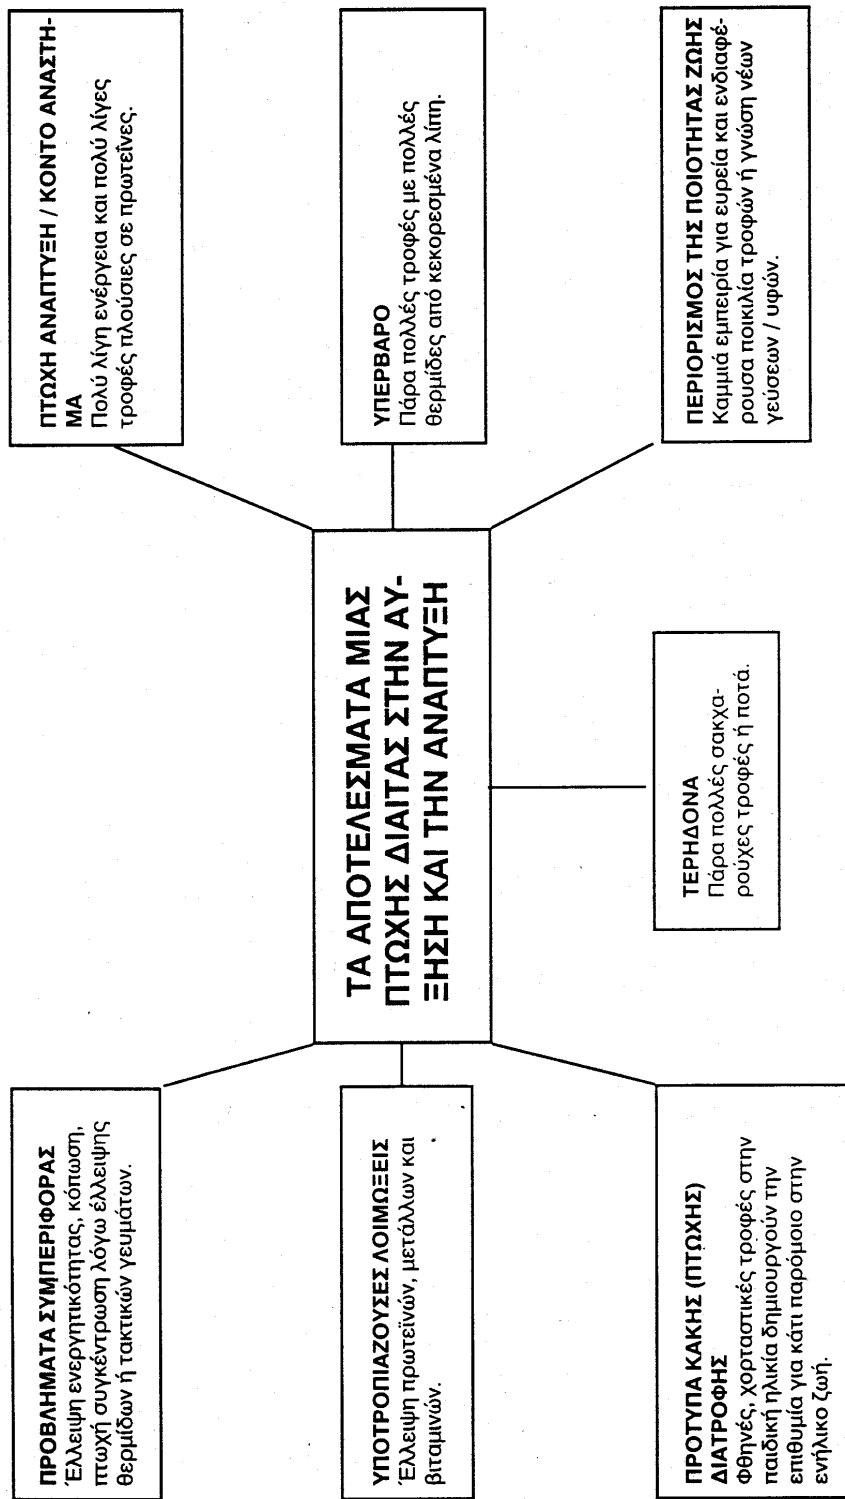 ΠΡΟΒΛΗΜΑΤΑ ΣΥΜΠΕΡΙΦΟΡΑΣ
Έλλειψη ενεργητικότητας, κόπωση,
πτωχή συγκέντρωση λόγω έλλειψης
θερμίδων ή τακτικών γευμάτων.
ΠΤΩΧΗ ΑΝΑΠΤΥΞΗ / ΚΟΝΤΟ ΑΝΑΣΤΗ-
ΜΑ
Πολύ λίγη ενέργεια και πολύ λίγες
τροφές πλούσιες σε πρωτεΐνες.
ΥΠΟΤΡΟΠΙΑΖΟΥΣΕΣ ΛΟΙΜΩΞΕΙΣ
Έλλειψη πρωτεϊνών, μετάλλων και
βιταμινών.
ΤΑ ΑΠΟΤΕΛΕΣΜΑΤΑ ΜΙΑΣ
ΠΤΩΧΗΣ ΔΙΑΙΤΑΣ ΣΤΗΝ ΑΥ-
ΞΗΣΗ ΚΑΙ ΤΗΝ ΑΝΑΠΤΥΞΗ
ΥΠΕΡΒΑΡΟ
Πάρα πολλές τροφές με πολλές
θερμίδες από κεκορεσμένα λίπη.
ΠΡΟΤΥΠΑ ΚΑΚΗΣ (ΠΤΩΧΗΣ)
ΔΙΑΤΡΟΦΗΣ
Φθηνές, χορταστικές τροφές στην
παιδική ηλικία δημιουργούν την
επιθυμία για κάτι παρόμοιο στην
ενήλικο ζωή.
ΤΕΡΗΔΟΝΑ
Πάρα πολλές σακχα-
ρούχες τροφές ή ποτά.
ΠΕΡΙΟΡΙΣΜΟΣ ΤΗΣ ΠΟΙΟΤΗΤΑΣ ΖΩΗΣ
Καμμιά εμπειρία για ευρεία και ενδιαφέ-
ρουσα ποικιλία τροφών ή γνώση νέων
γεύσεων / υφών.